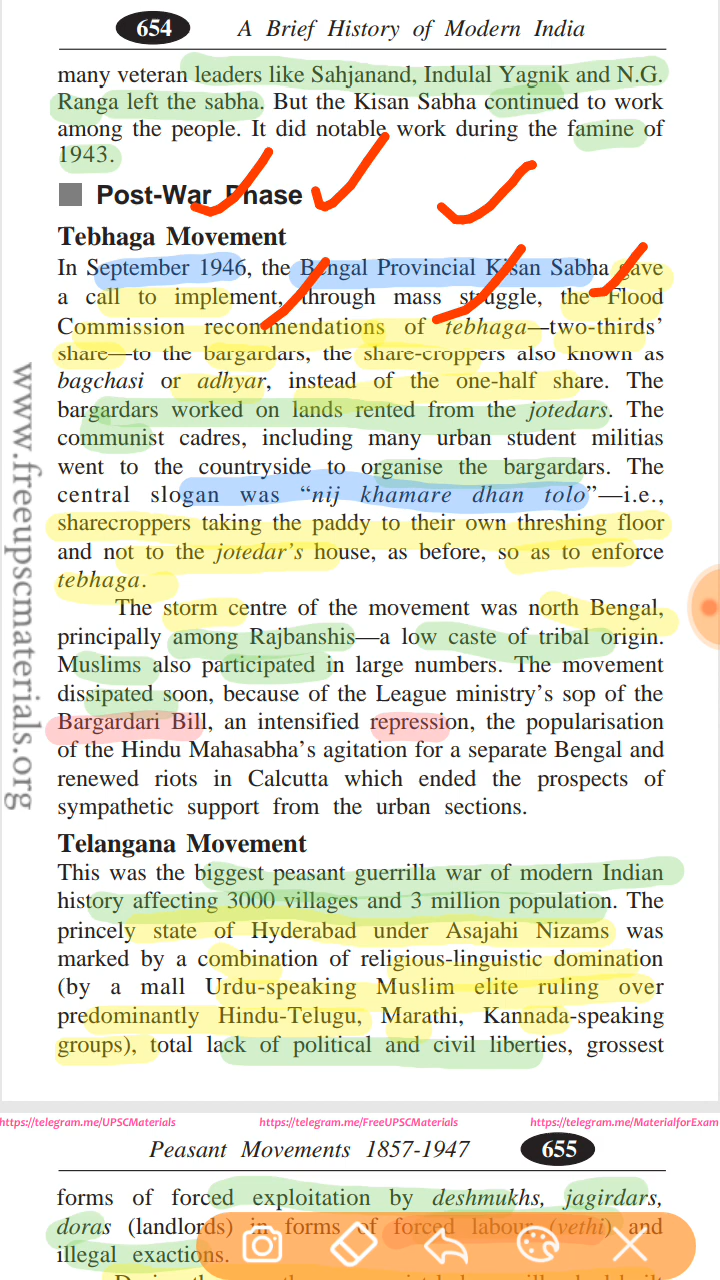 654 A Brief History of Modern India
many veteran leaders like Sahjanand, Indulal Yagnik and N.G.
Ranga left the sabha. But the Kisan Sabha continued to work
among the people. It did notable work during the famine of
1943.
Post-War Phase
Tebhaga Movement
In September 1946, the Bengal Provincial Kisan Sabha gave
a call to implement, through mass struggle, the Flood
Commission recommendations of tebhaga—two-thirds’
share—to the bargardars, the share-croppers also known as
bagchasi or adhyar, instead of the one-half share. The
bargardars worked on lands rented from the jotedars. The
communist cadres, including many urban student militias
went to the countryside to organise the bargardars. The
central slogan was “nij khamare dhan tolo”—i.e.,
sharecroppers taking the paddy to their own threshing floor
and not to the jotedar’s house, as before, so as to enforce
tebhaga.
The storm centre of the movement was north Bengal,
principally among Rajbanshis—a low caste of tribal origin.
Muslims also participated in large numbers. The movement
dissipated soon, because of the League ministry’s sop of the
Bargardari Bill, an intensified repression, the popularisation
of the Hindu Mahasabha’s agitation for a separate Bengal and
renewed riots in Calcutta which ended the prospects of
sympathetic support from the urban sections.
Telangana Movement
This was the biggest peasant guerrilla war of modern Indian
history affecting 3000 villages and 3 million population. The
princely state of Hyderabad under Asajahi Nizams was
marked by a combination of religious-linguistic domination
(by a mall Urdu-speaking Muslim elite ruling over
predominantly Hindu-Telugu, Marathi, Kannada-speaking
groups), total lack of political and civil liberties, grossest
www.freeupscmaterials.org
https://telegram.me/UPSCMaterials https://telegram.me/FreeUPSCMaterials https://telegram.me/MaterialforExam
Peasant Movements 1857-1947 655
forms of forced exploitation by deshmukhs, jagirdars,
doras (landlords) in forms of forced labour (vethi) and
illegal exactions.